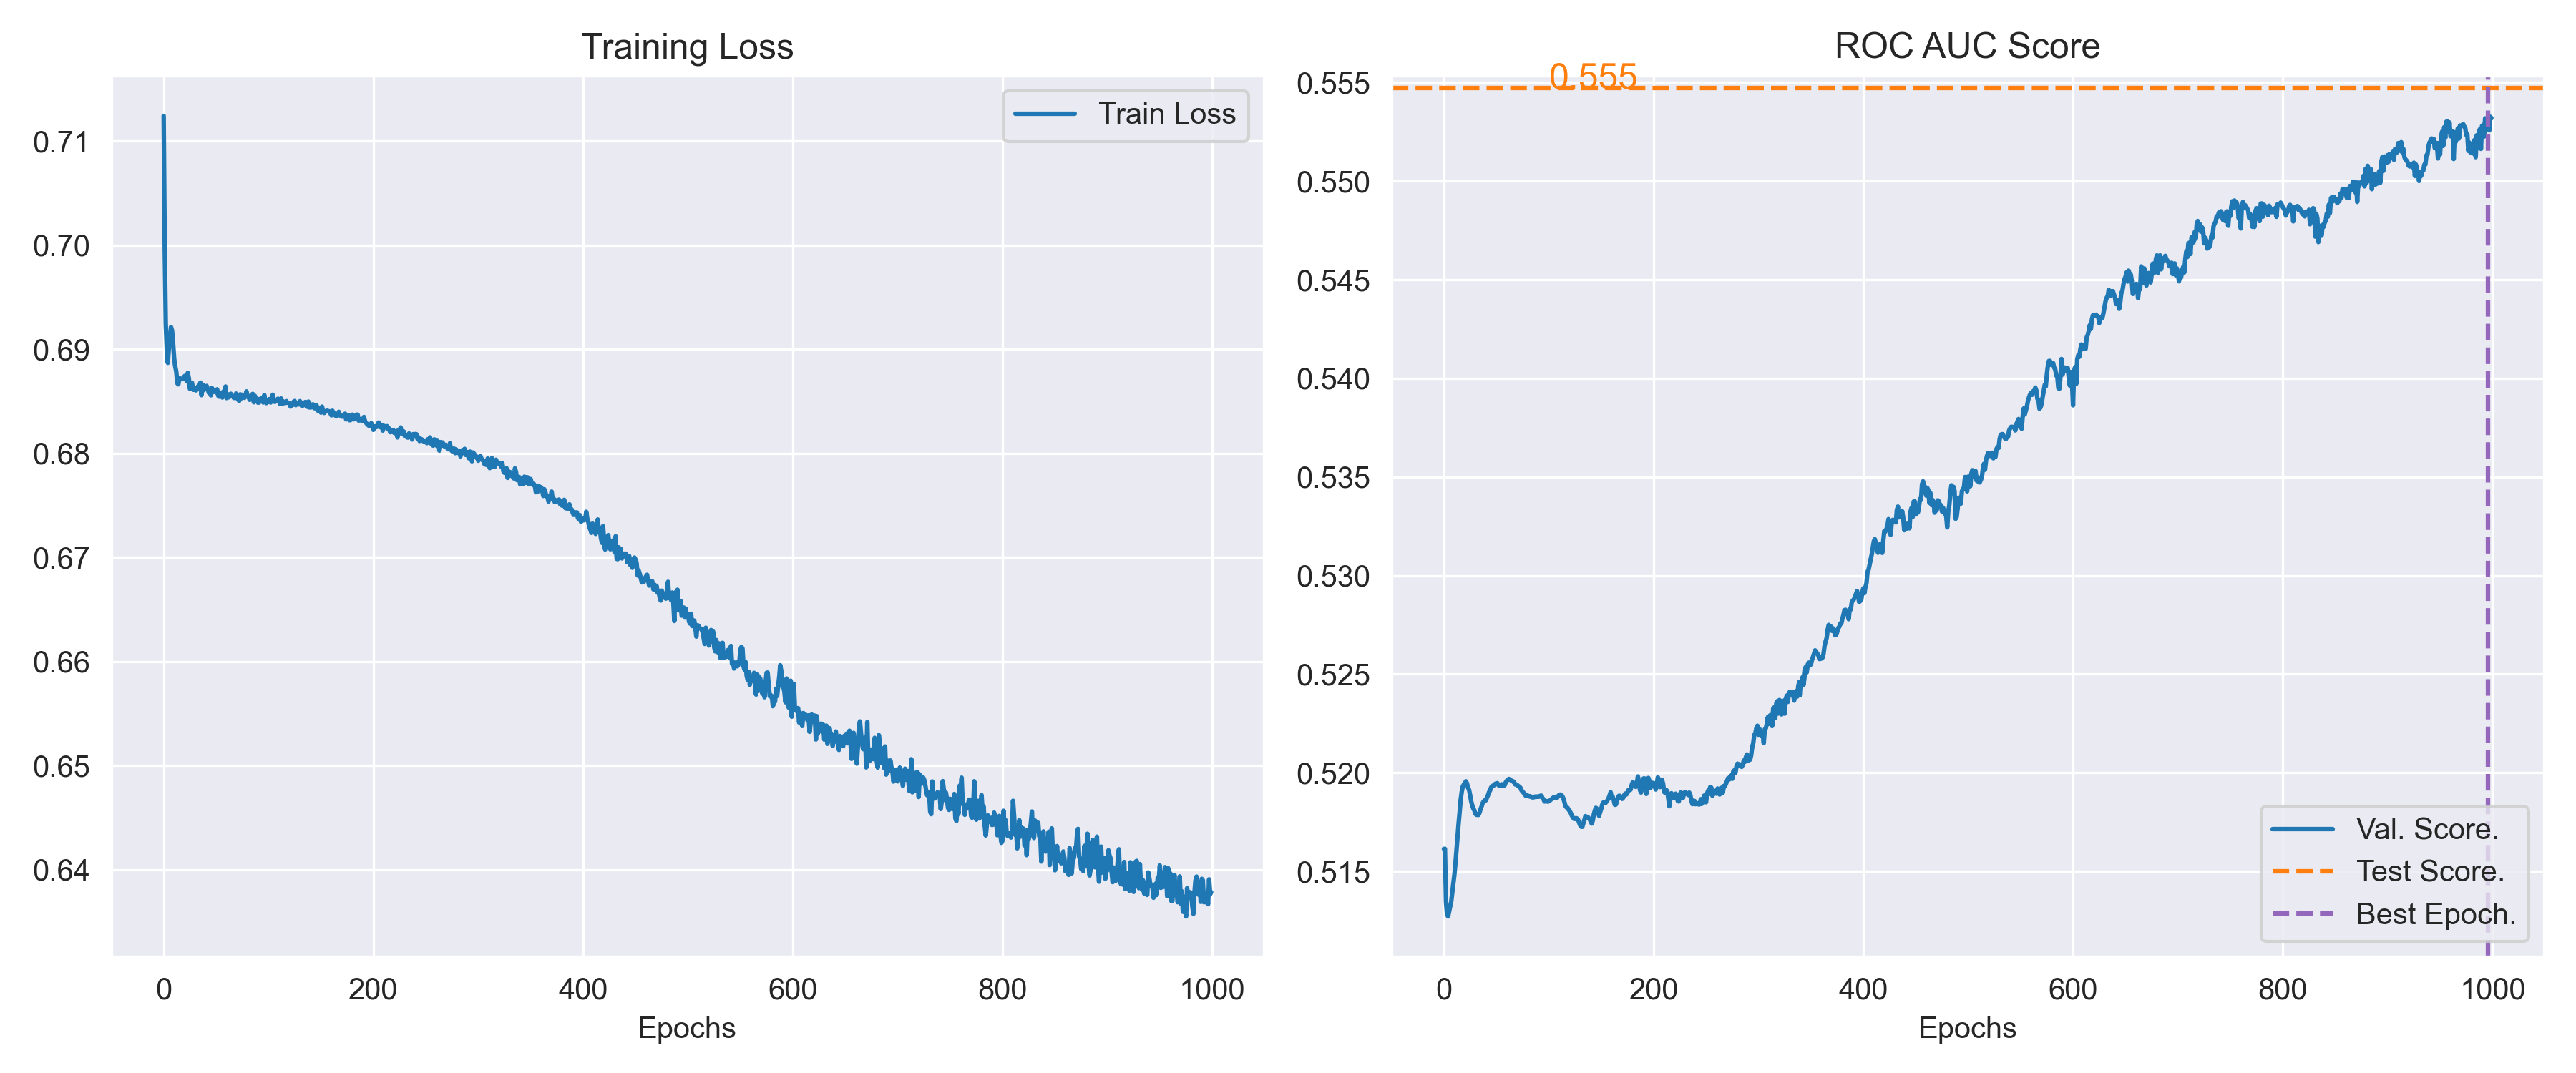 Training Loss
0.71
0.70
0.69
0.68
0.67
0.66
0.65
0.64
Train Loss
0 200 400 600 800 1000
Epochs
ROC AUC Score
0.555
0.550
0.545
0.540
0.535
0.530
0.525
0.520
0.515
0.555
Val. Score.
Test Score.
Best Epoch.
0 200 400 600 800 1000
Epochs